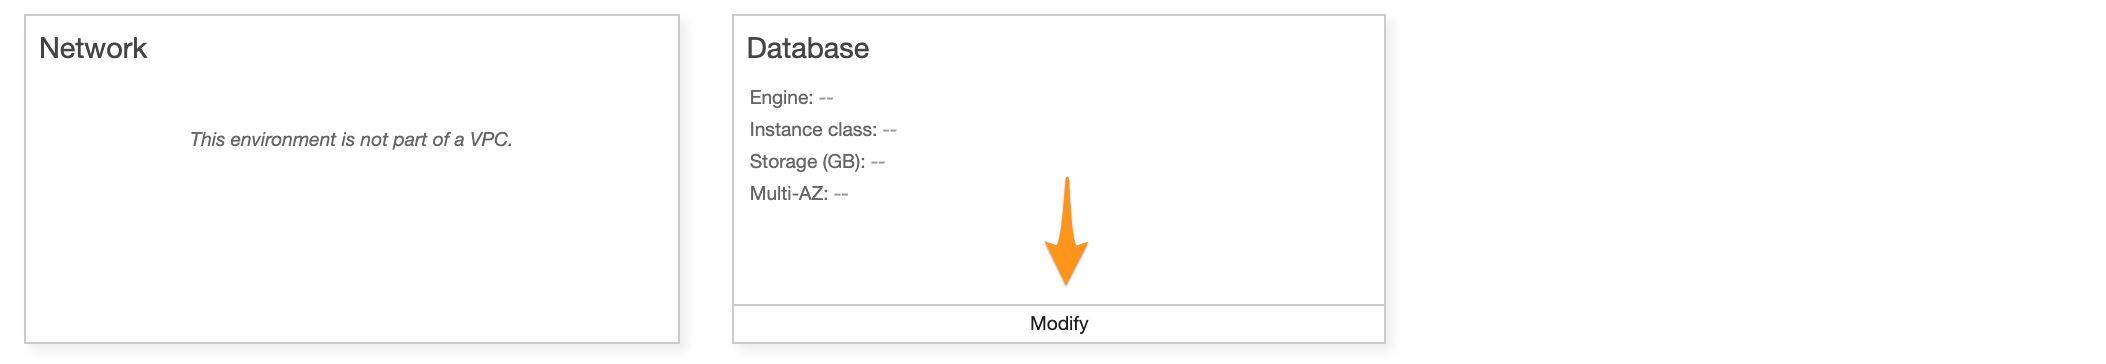 Network
This environment is not part of a VPC.
Database
Engine: --
Instance class: --
Storage (GB): --
Multi-AZ: --
Modify